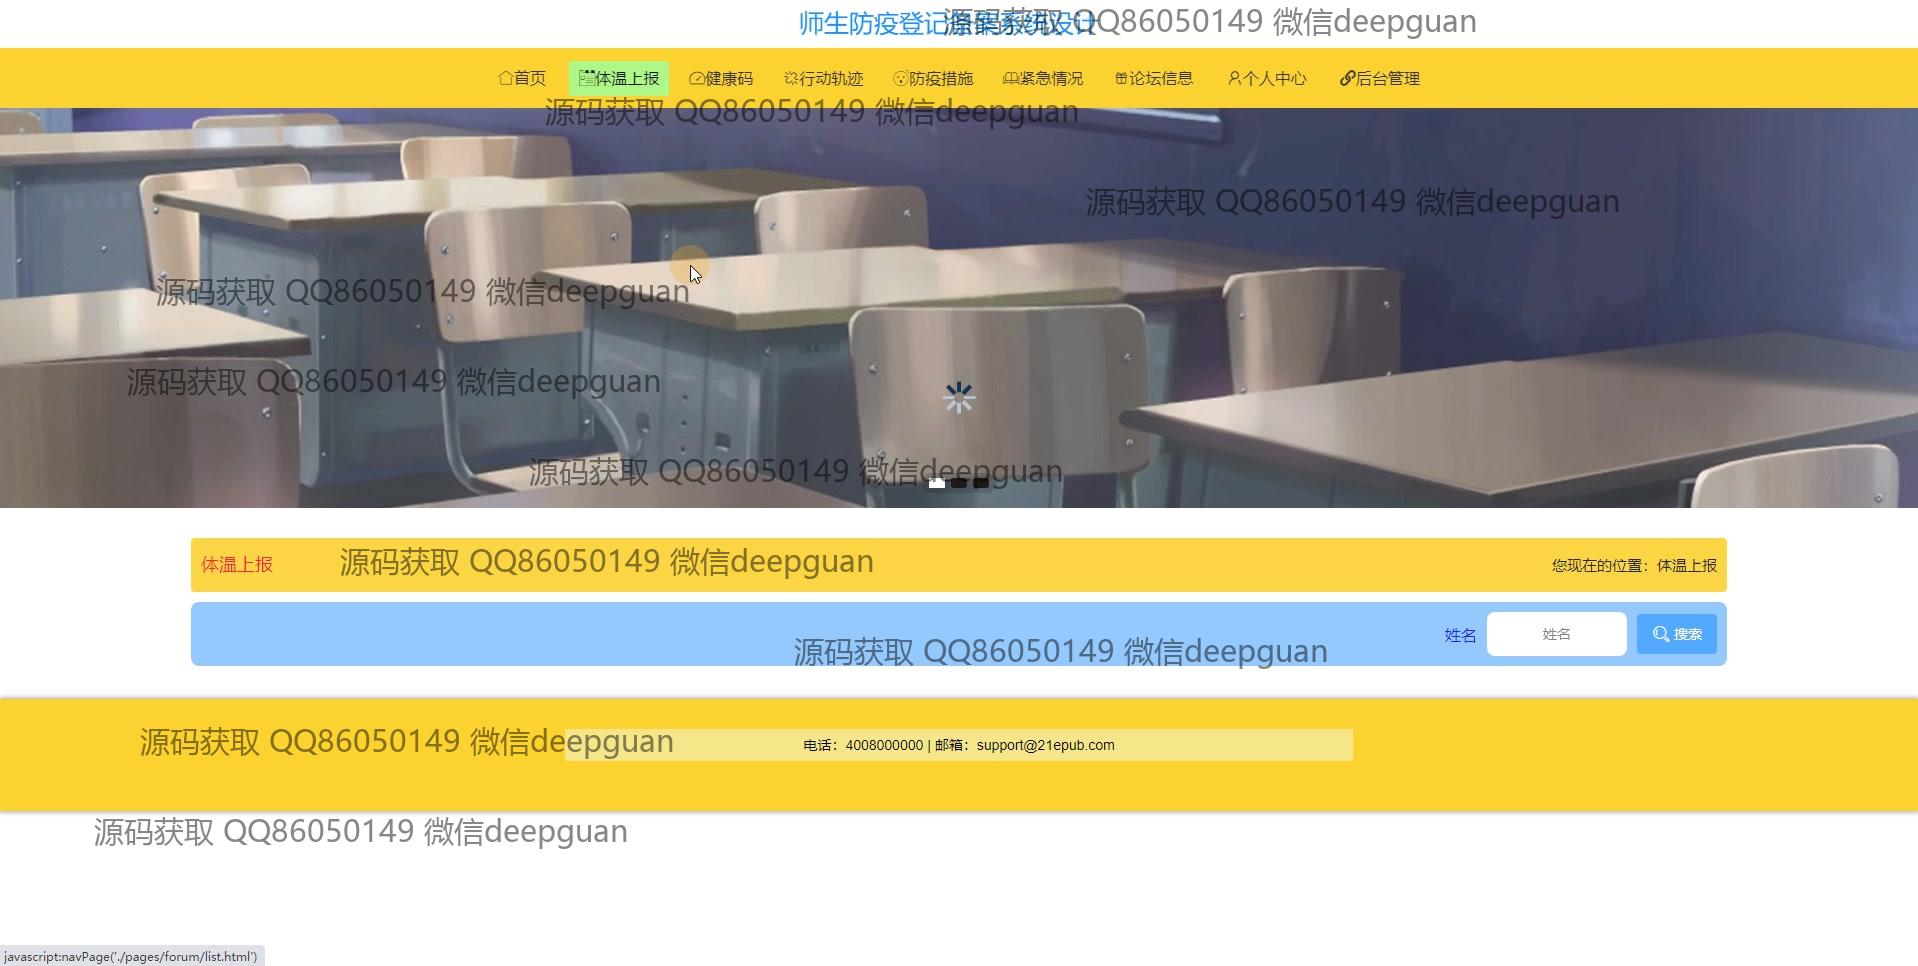 师生防疫登记备案系统设计
源码获取 QQ86050149 微信deepguan
首页 体温上报 健康码 行动轨迹 防疫措施 紧急情况 论坛信息 个人中心 后台管理
源码获取 QQ86050149 微信deepguan
源码获取 QQ86050149 微信deepguan
源码获取 QQ86050149 微信deepguan
源码获取 QQ86050149 微信deepguan
源码获取 QQ86050149 微信deepguan
体温上报
源码获取 QQ86050149 微信deepguan
您现在的位置：体温上报
姓名 姓名 搜索
源码获取 QQ86050149 微信deepguan
源码获取 QQ86050149 微信deepguan
电话：4008000000 | 邮箱：support@21epub.com
源码获取 QQ86050149 微信deepguan
javascript:navPage('./pages/forum/list.html')